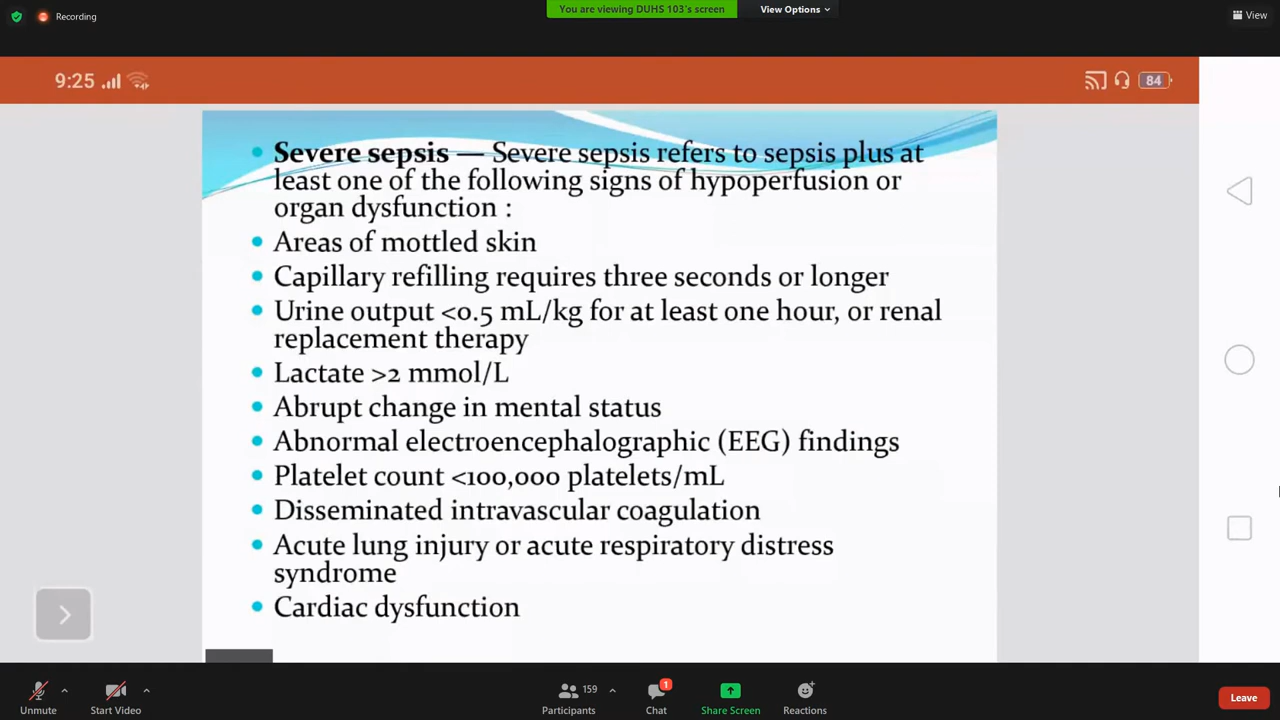 Recording
You are viewing DUHS 103's screen
View Options
View
9:25
84
Severe sepsis — Severe sepsis refers to sepsis plus at
least one of the following signs of hypoperfusion or
organ dysfunction :
Areas of mottled skin
Capillary refilling requires three seconds or longer
Urine output <0.5 mL/kg for at least one hour, or renal
replacement therapy
Lactate >2 mmol/L
Abrupt change in mental status
Abnormal electroencephalographic (EEG) findings
Platelet count <100,000 platelets/mL
Disseminated intravascular coagulation
Acute lung injury or acute respiratory distress
syndrome
Cardiac dysfunction
Unmute
Start Video
159
Participants
1
Chat
Share Screen
Reactions
Leave